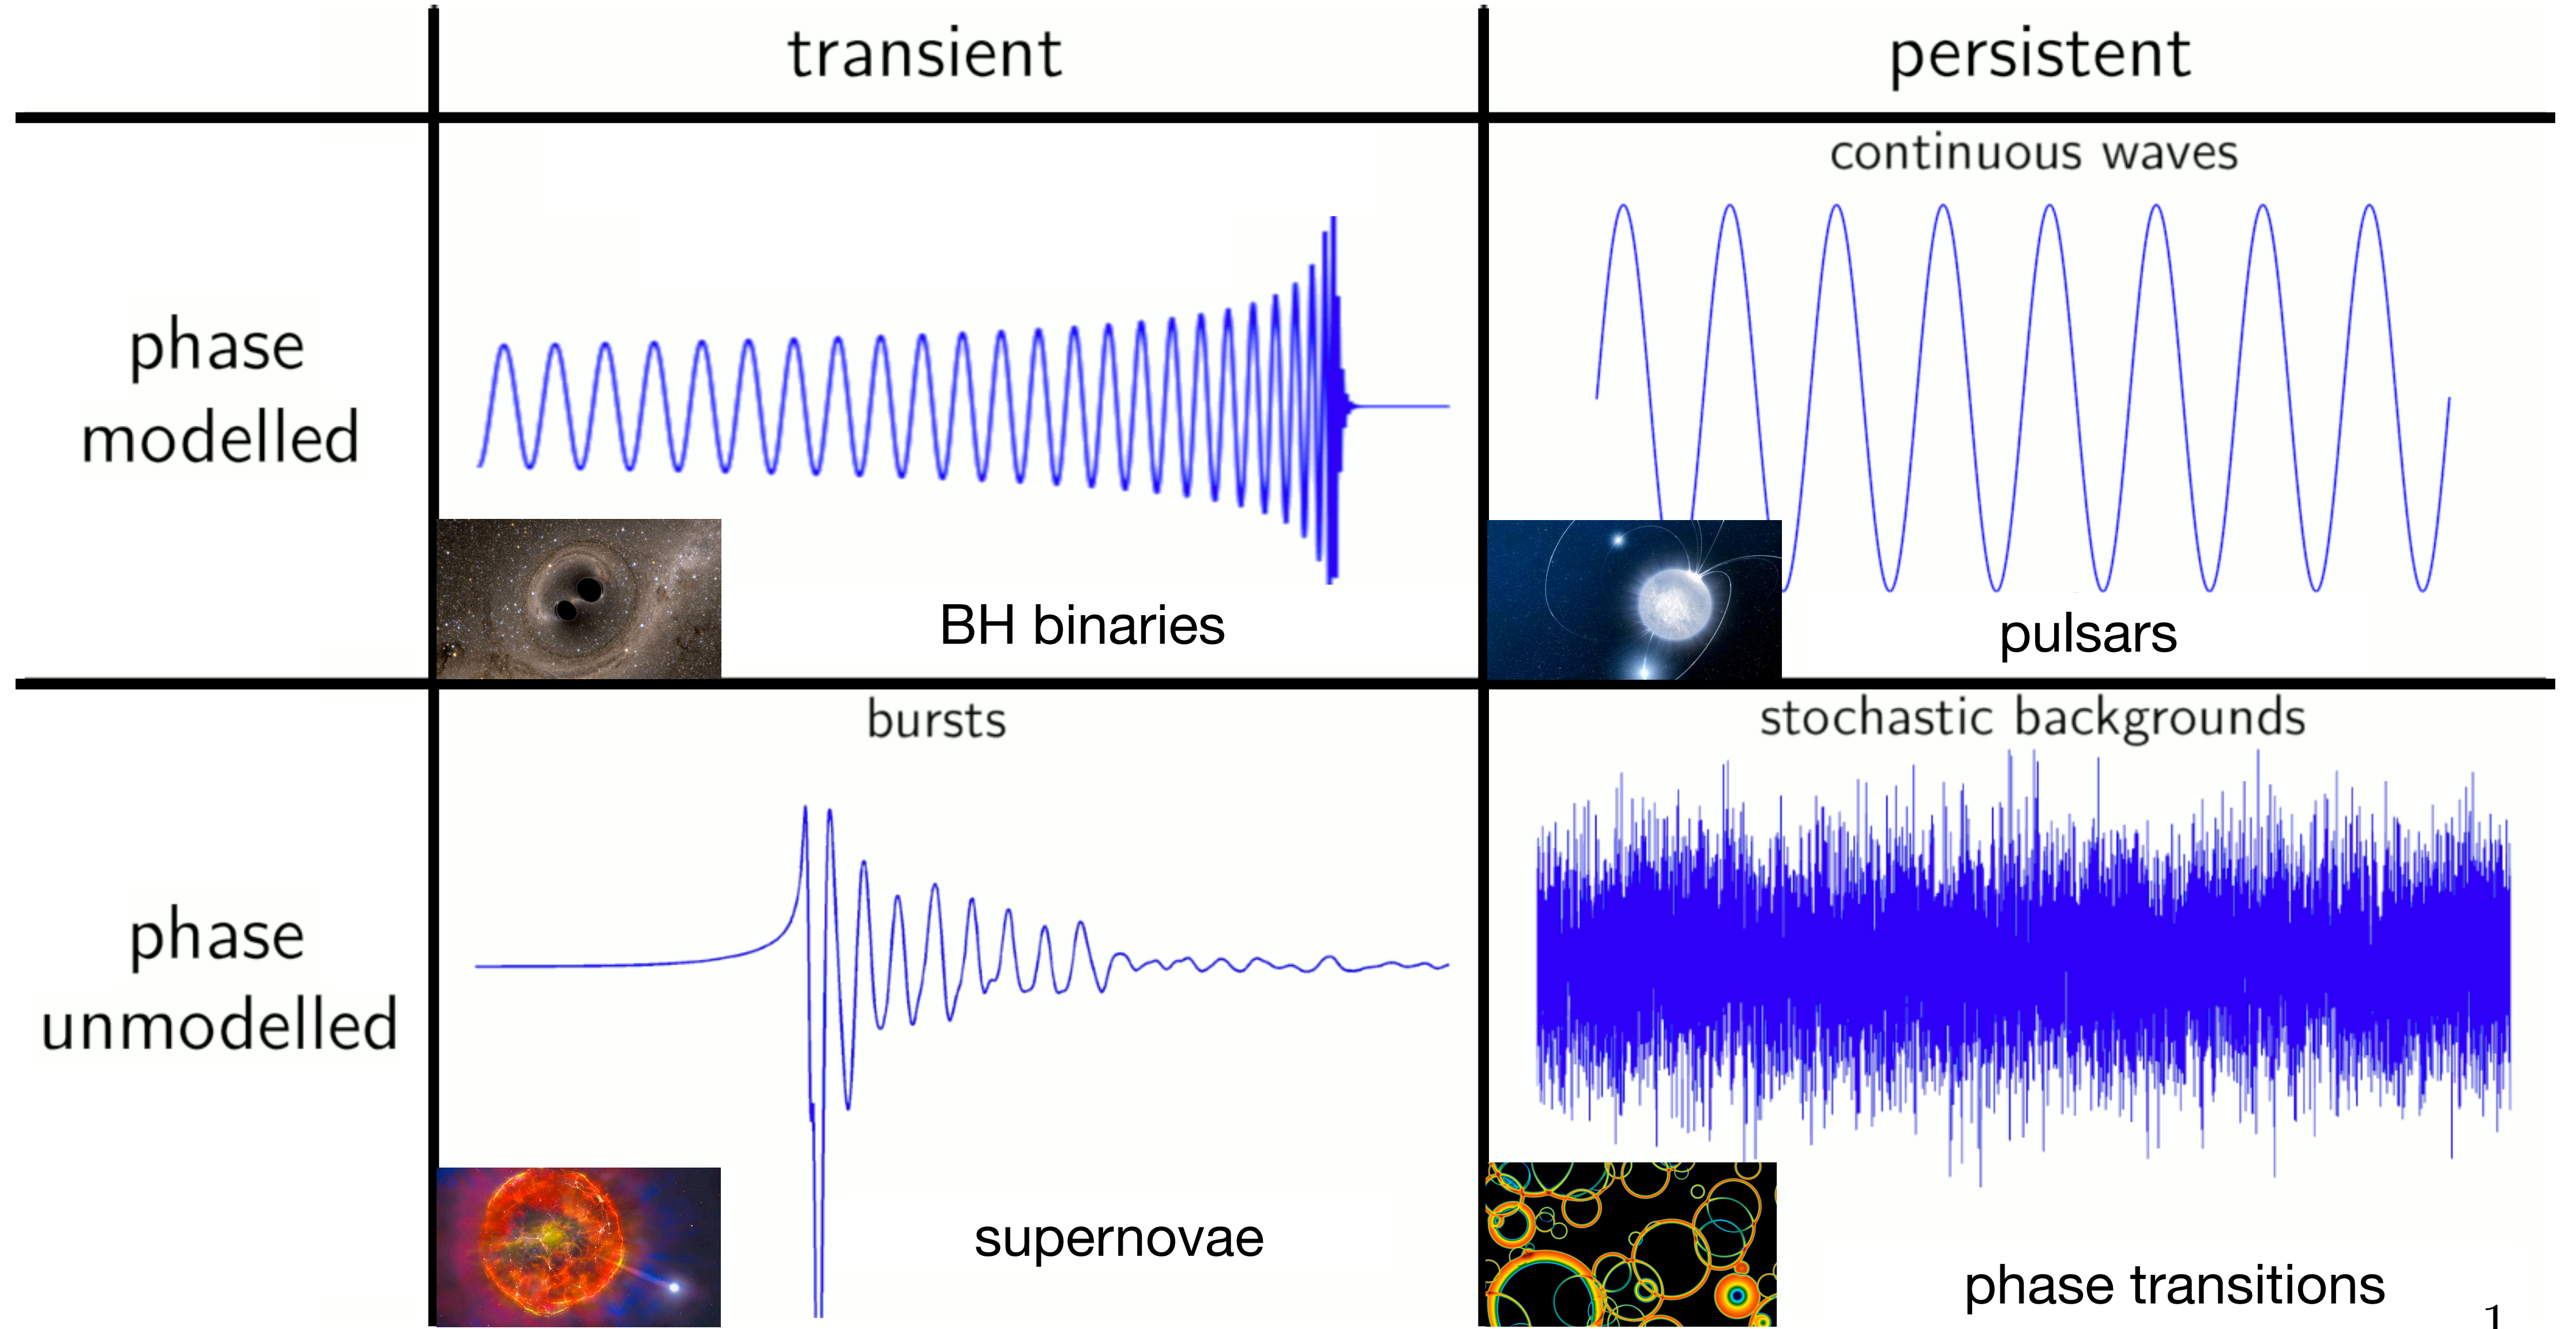 transient
persistent
phase
modelled
BH binaries
continuous waves
pulsars
phase
unmodelled
bursts
supernovae
stochastic backgrounds
phase transitions
1